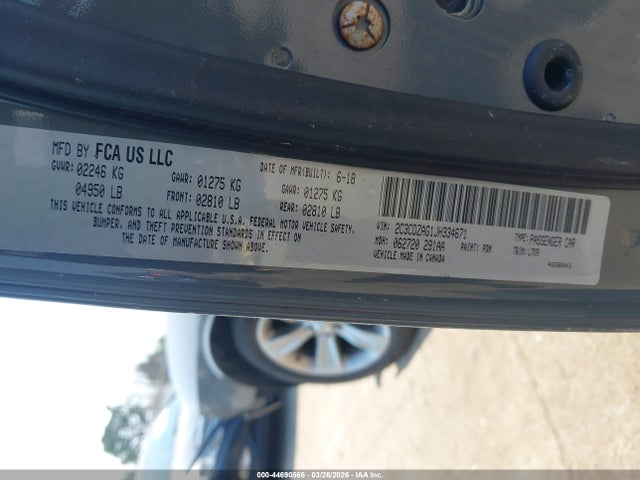 MFD BY FCA US LLC
DATE OF MFR(BUILT): 6-18
GVWR: 02246 KG
04950 LB
GAWR: 01275 KG
FRONT: 02810 LB
GAWR: 01275 KG
REAR: 02810 LB
THIS VEHICLE CONFORMS TO ALL APPLICABLE U.S.A. FEDERAL MOTOR VEHICLE SAFETY,
BUMPER, AND THEFT PREVENTION STANDARDS IN EFFECT ON
THE DATE OF MANUFACTURE SHOWN ABOVE.
VIN: 2C3CDZAG1JH334671
TYPE: PASSENGER CAR
MDH: 062720 291AA
PAINT: PDN
TRIM: LTX9
VEHICLE MADE IN CANADA
4650843
000-44690566 - 03/26/2026 - IAA Inc.